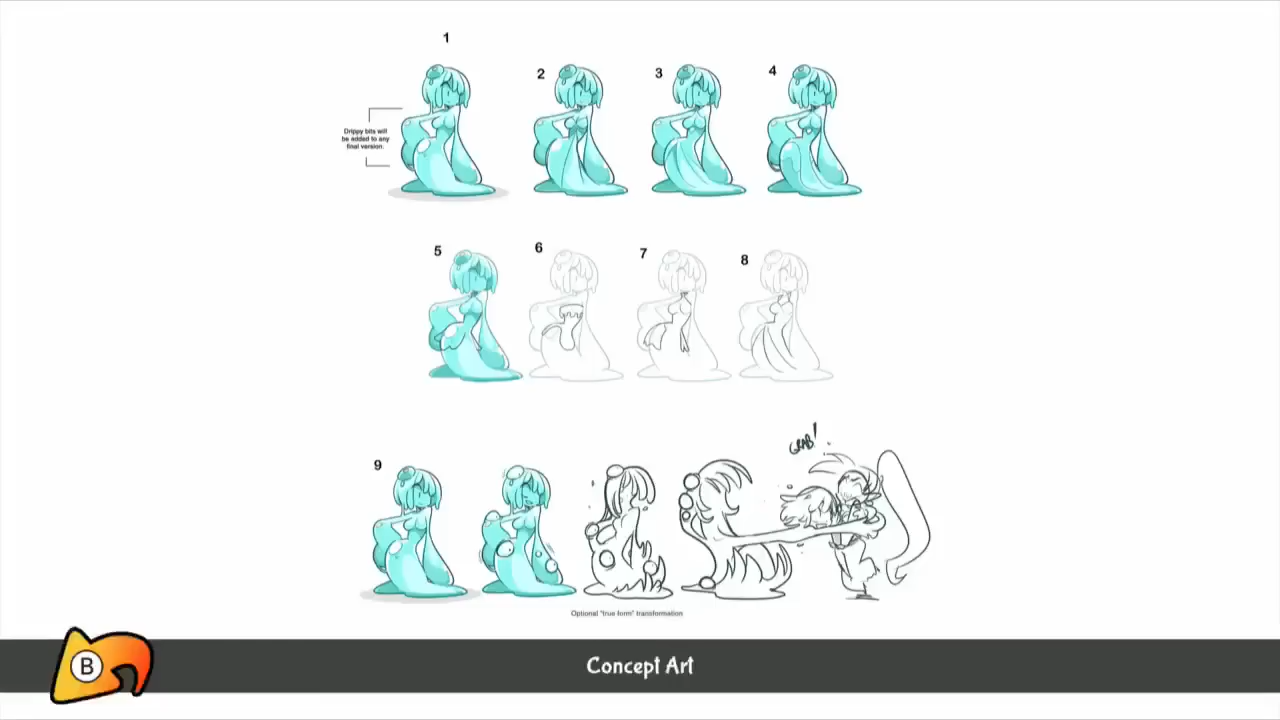 1
2
3
4
Drippy bits will
be added to any
final version.
5
6
7
8
GRAB!
9
Optional "true form" transformation
B
Concept Art